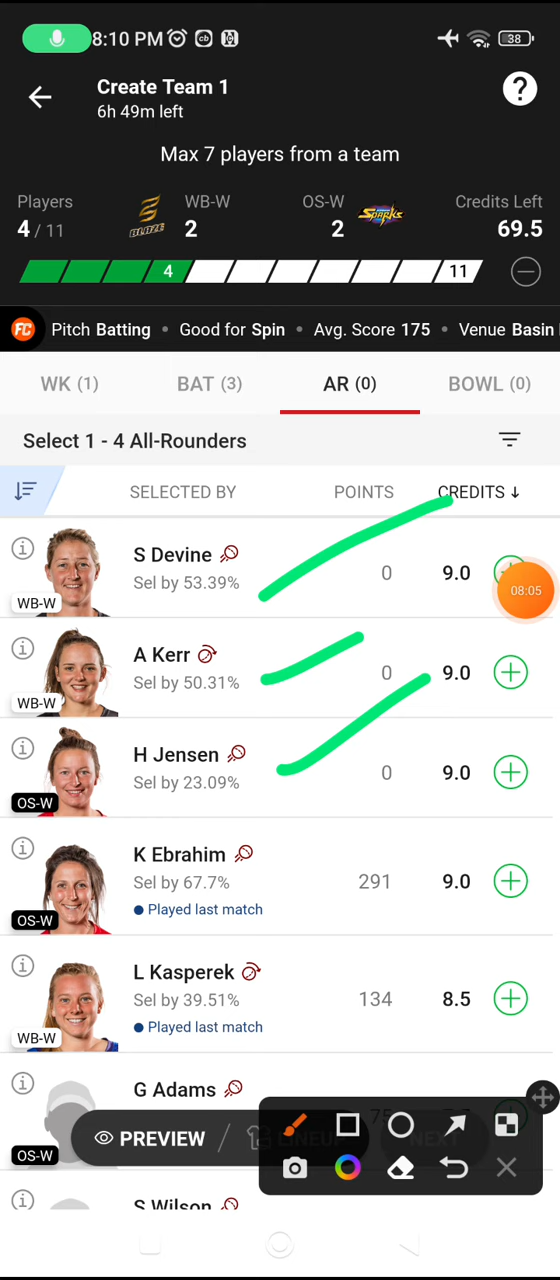 8:10 PM
38
Create Team 1
6h 49m left
?
Max 7 players from a team
Players
4 / 11
BLAZE
WB-W
2
OS-W
2
SPARKS
Credits Left
69.5
4
11
FC Pitch Batting • Good for Spin • Avg. Score 175 • Venue Basin
WK (1)
BAT (3)
AR (0)
BOWL (0)
Select 1 - 4 All-Rounders
SELECTED BY
POINTS
CREDITS ↓
S Devine
Sel by 53.39%
0
9.0
WB-W
08:05
A Kerr
Sel by 50.31%
0
9.0
WB-W
H Jensen
Sel by 23.09%
0
9.0
OS-W
K Ebrahim
Sel by 67.7%
291
9.0
• Played last match
OS-W
L Kasperek
Sel by 39.51%
134
8.5
• Played last match
WB-W
G Adams
OS-W
PREVIEW
S Wilson